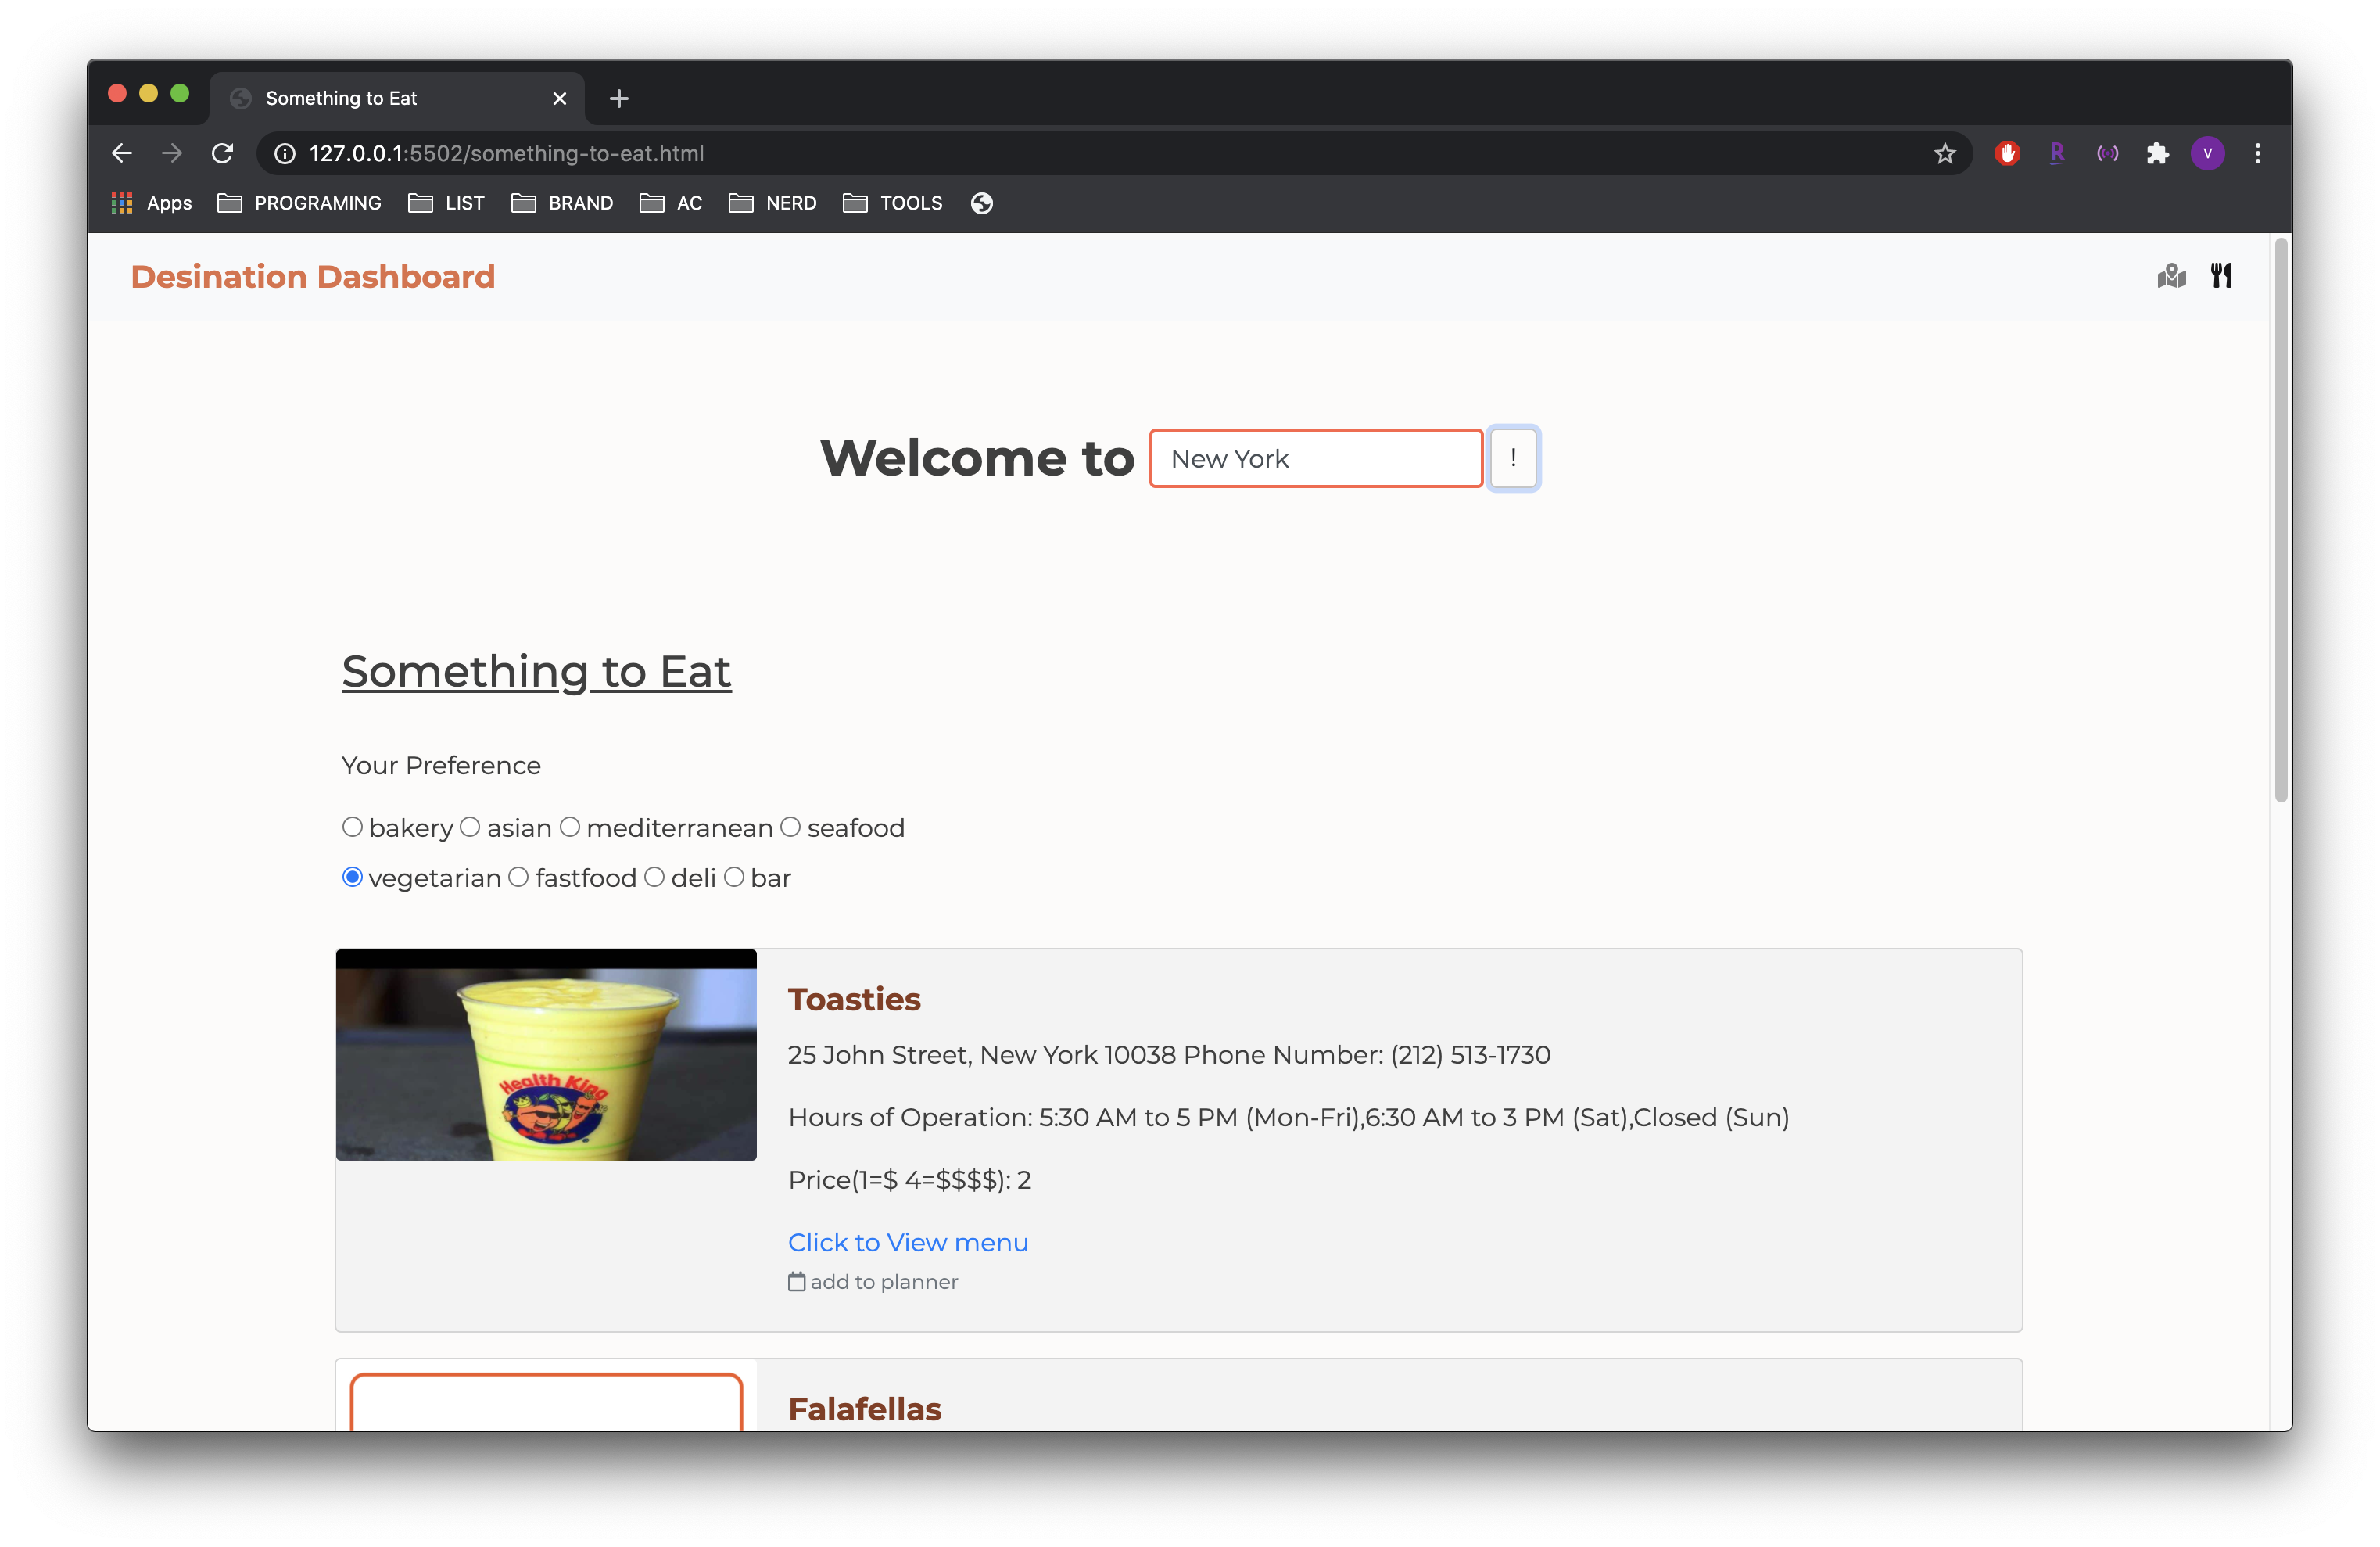 Something to Eat
127.0.0.1:5502/something-to-eat.html
V
Apps PROGRAMING LIST BRAND AC NERD TOOLS
Desination Dashboard
Welcome to New York !
Something to Eat
Your Preference
bakery asian mediterranean seafood
vegetarian fastfood deli bar
Health King
Toasties
25 John Street, New York 10038 Phone Number: (212) 513-1730
Hours of Operation: 5:30 AM to 5 PM (Mon-Fri),6:30 AM to 3 PM (Sat),Closed (Sun)
Price(1=$ 4=$$$$): 2
Click to View menu
add to planner
Falafellas